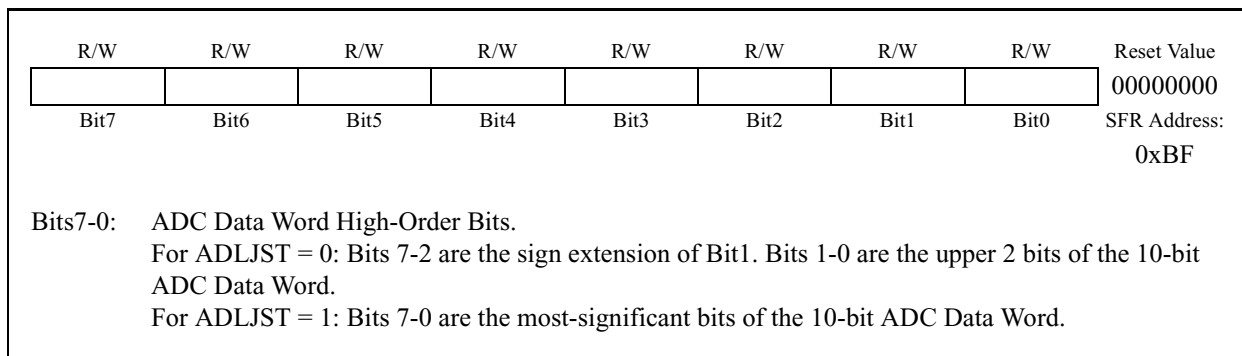 R/W R/W R/W R/W R/W R/W R/W R/W Reset Value
00000000
Bit7 Bit6 Bit5 Bit4 Bit3 Bit2 Bit1 Bit0 SFR Address:
0xBF
Bits7-0: ADC Data Word High-Order Bits.
For ADLJST = 0: Bits 7-2 are the sign extension of Bit1. Bits 1-0 are the upper 2 bits of the 10-bit
ADC Data Word.
For ADLJST = 1: Bits 7-0 are the most-significant bits of the 10-bit ADC Data Word.